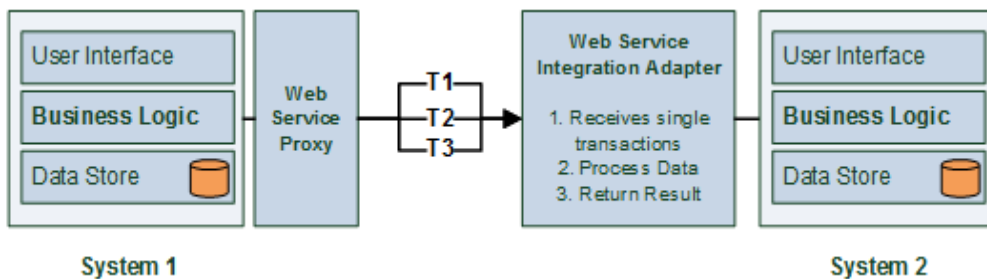 User Interface
Business Logic
Data Store
System 1
Web
Service
Proxy
T1
T2
T3
Web Service
Integration Adapter
1. Receives single
transactions
2. Process Data
3. Return Result
User Interface
Business Logic
Data Store
System 2